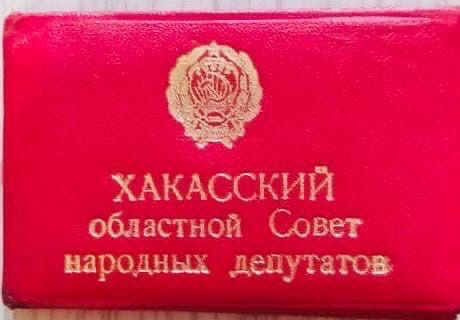 ХАКАССКИЙ
областной Совет
народных депутатов